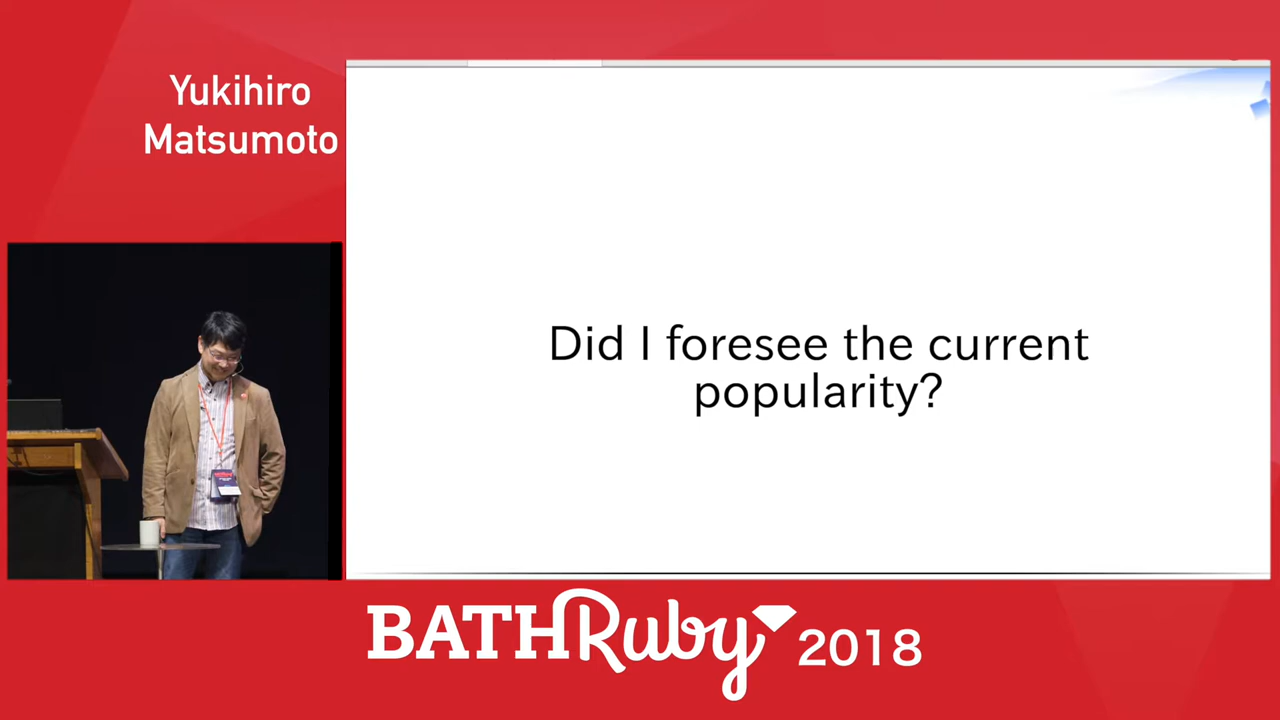 Yukihiro
Matsumoto
Did I foresee the current
popularity?
BATHRuby 2018